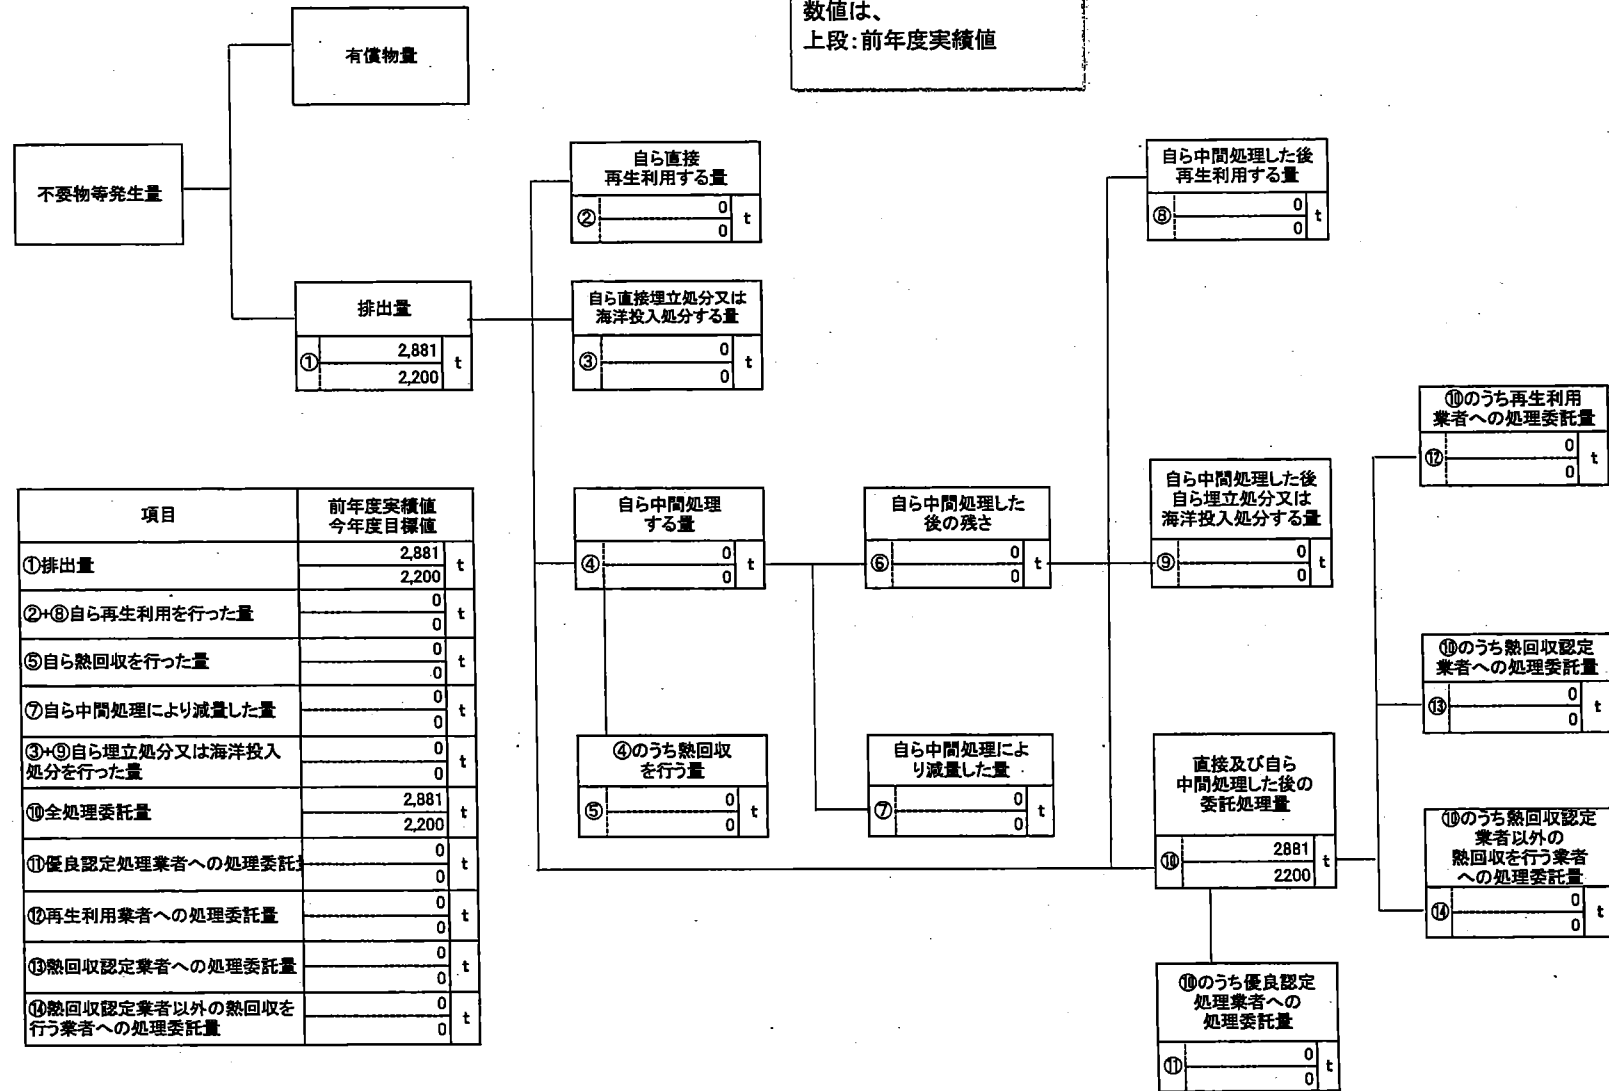 数値は、
上段：前年度実績値
有償物量
不要物等発生量
排出量
①
2,881
2,200
t
自ら直接
再生利用する量
②
0
0
t
自ら直接埋立処分又は
海洋投入処分する量
③
0
0
t
自ら中間処理
する量
④
0
0
t
④のうち熱回収
を行う量
⑤
0
0
t
自ら中間処理した
後の残さ
⑥
0
0
t
自ら中間処理によ
り減量した量
⑦
0
0
t
自ら中間処理した後
再生利用する量
⑧
0
0
t
自ら中間処理した後
自ら埋立処分又は
海洋投入処分する量
⑨
0
0
t
直接及び自ら
中間処理した後の
委託処理量
⑩
2881
2200
t
⑩のうち優良認定
処理業者への
処理委託量
⑪
0
0
t
⑩のうち再生利用
業者への処理委託量
⑫
0
0
t
⑩のうち熱回収認定
業者への処理委託量
⑬
0
0
t
⑩のうち熱回収認定
業者以外の
熱回収を行う業者
への処理委託量
⑭
0
0
t
項目
前年度実績値
今年度目標値
①排出量
2,881
2,200
t
②+⑧自ら再生利用を行った量
0
0
t
⑤自ら熱回収を行った量
0
0
t
⑦自ら中間処理により減量した量
0
0
t
③+⑨自ら埋立処分又は海洋投入
処分を行った量
0
0
t
⑩全処理委託量
2,881
2,200
t
⑪優良認定処理業者への処理委託
0
0
t
⑫再生利用業者への処理委託量
0
0
t
⑬熱回収認定業者への処理委託量
0
0
t
⑭熱回収認定業者以外の熱回収を
行う業者への処理委託量
0
0
t